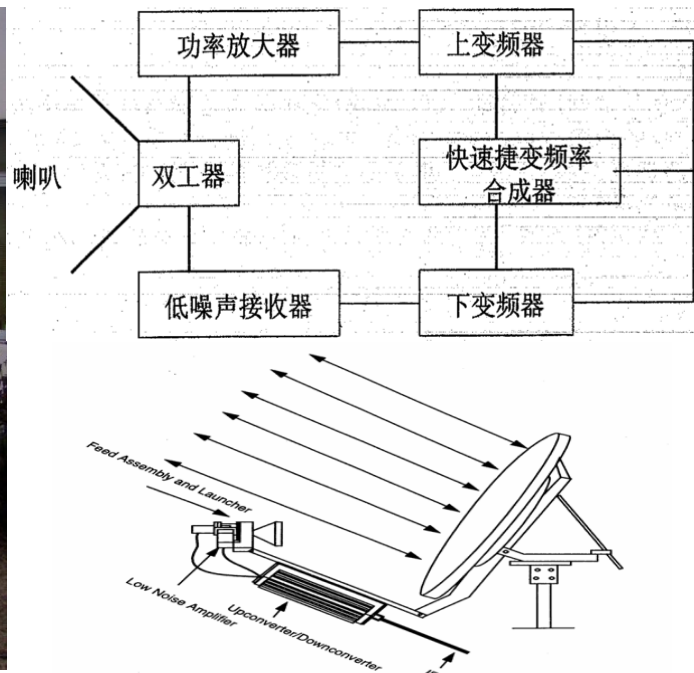 功率放大器
上变频器
喇叭
双工器
快速捷变频率
合成器
低噪声接收器
下变频器
Feed Assembly and Launcher
Low Noise Amplifier
Upconverter/Downconverter